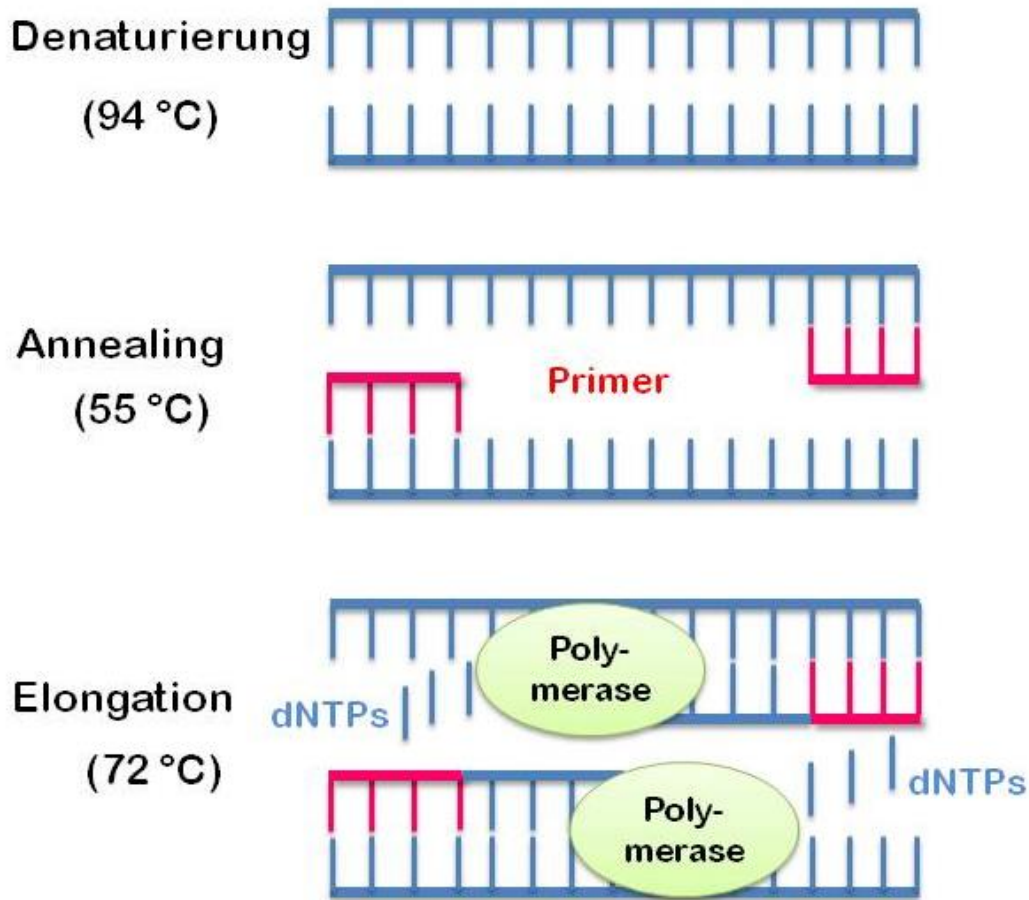 Denaturierung
(94 °C)
Annealing
(55 °C)
Primer
Elongation
(72 °C)
dNTPs
Poly-
merase
Poly-
merase
dNTPs